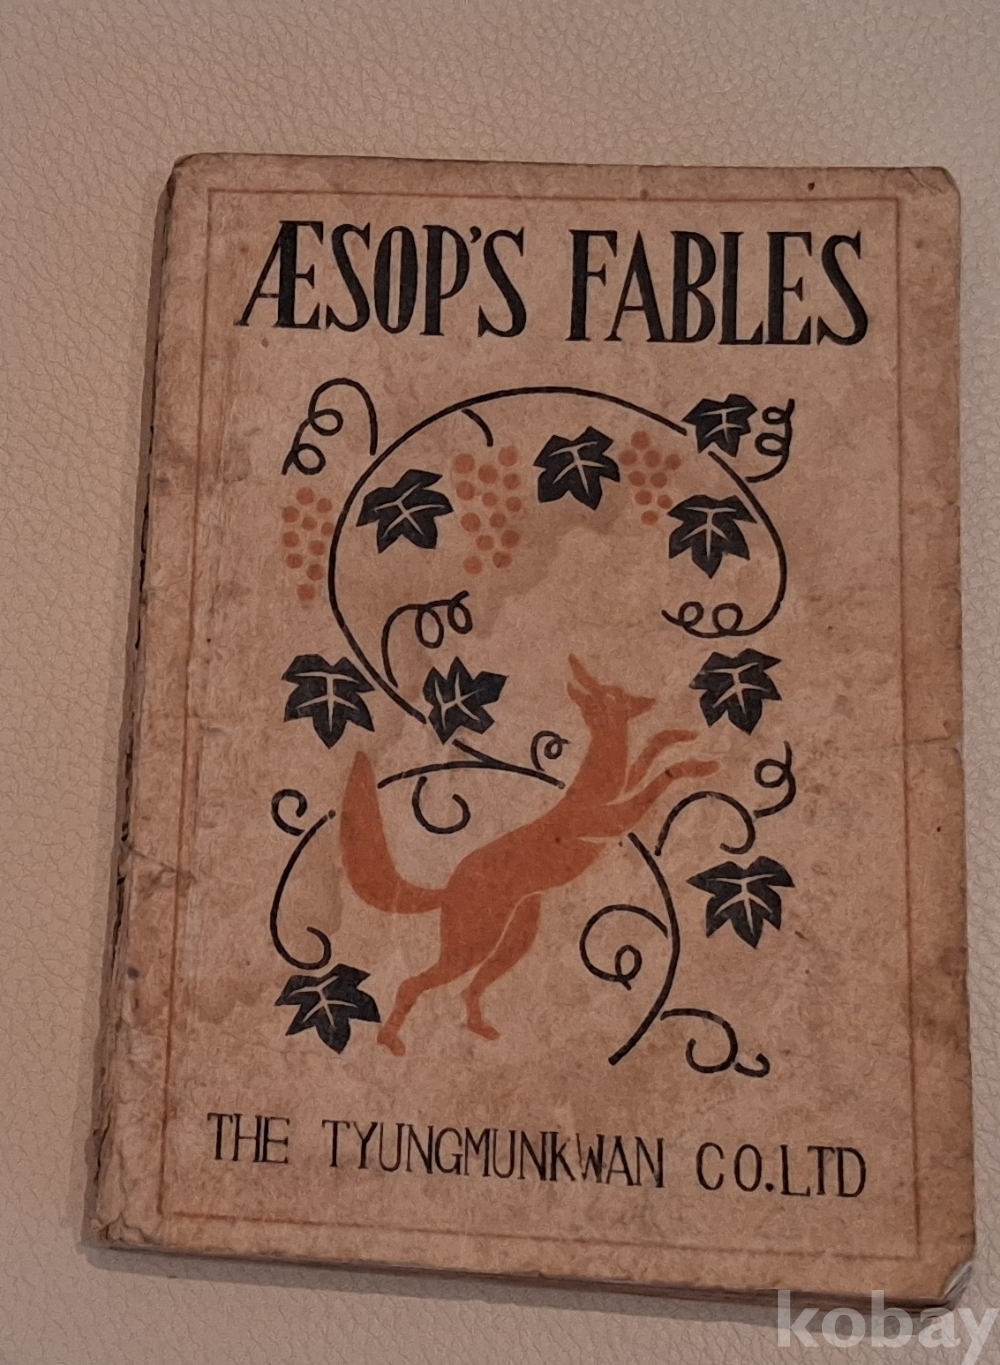 ÆSOP'S FABLES
THE TYUNGMUNKWAN CO.LTD
kobay